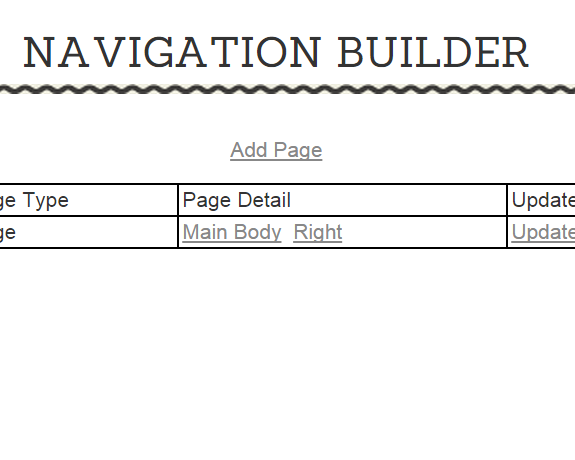 NAVIGATION BUILDER
Add Page
ge Type Page Detail Update
ge Main Body Right Update